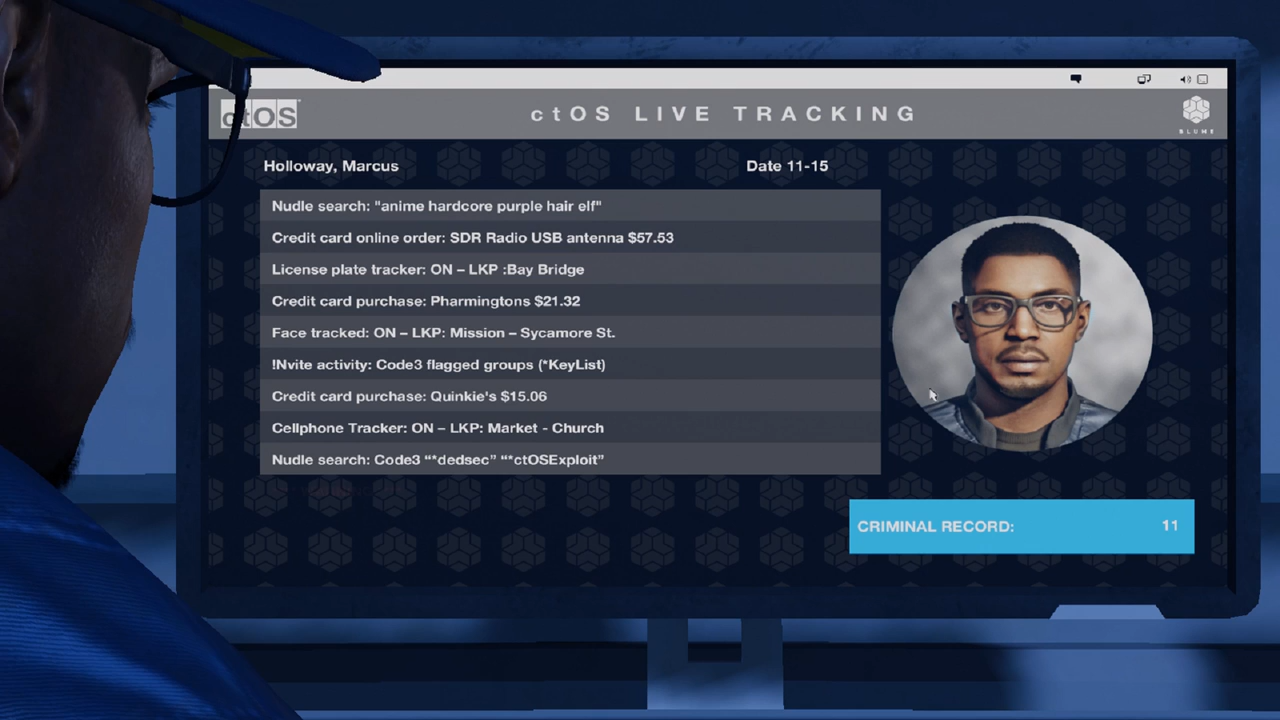 ctOS
ctOS LIVE TRACKING
BLUME
Holloway, Marcus
Date 11-15
Nudle search: "anime hardcore purple hair elf"
Credit card online order: SDR Radio USB antenna $57.53
License plate tracker: ON – LKP :Bay Bridge
Credit card purchase: Pharmingtons $21.32
Face tracked: ON – LKP: Mission – Sycamore St.
!Nvite activity: Code3 flagged groups (*KeyList)
Credit card purchase: Quinkie's $15.06
Cellphone Tracker: ON – LKP: Market - Church
Nudle search: Code3 “*dedsec” “*ctOSExploit”
CRIMINAL RECORD: 11